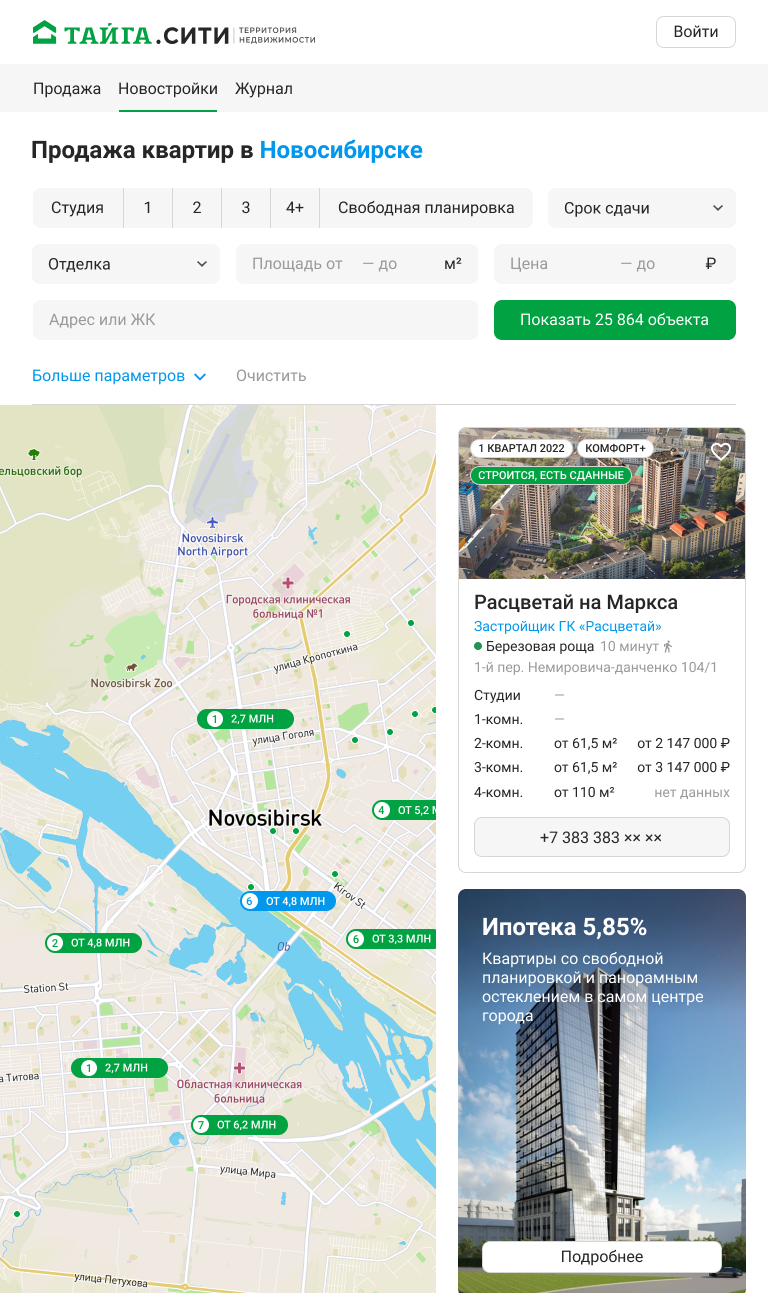 ТАЙГА.СИТИ
ТЕРРИТОРИЯ
НЕДВИЖИМОСТИ
Войти
Продажа Новостройки Журнал
Продажа квартир в Новосибирске
Студия 1 2 3 4+ Свободная планировка Срок сдачи
Отделка Площадь от — до м² Цена — до ₽
Адрес или ЖК Показать 25 864 объекта
Больше параметров Очистить
ельцовский бор
Novosibirsk
North Airport
Городская клиническая
больница №1
улица Кропоткина
Novosibirsk Zoo
1 2,7 МЛН
улица Гоголя
Novosibirsk
4 ОТ 5,2
Kirov St
6 ОТ 4,8 МЛН
2 ОТ 4,8 МЛН
6 ОТ 3,3 МЛН
Ob
Station St
1 2,7 МЛН
а Титова
Областная клиническая
больница
7 ОТ 6,2 МЛН
улица Мира
улица Петухова
1 КВАРТАЛ 2022 КОМФОРТ+
СТРОИТСЯ, ЕСТЬ СДАННЫЕ
Расцветай на Маркса
Застройщик ГК «Расцветай»
Березовая роща 10 минут
1-й пер. Немировича-данченко 104/1
Студии —
1-комн. —
2-комн. от 61,5 м² от 2 147 000 ₽
3-комн. от 61,5 м² от 3 147 000 ₽
4-комн. от 110 м² нет данных
+7 383 383 ×× ××
Ипотека 5,85%
Квартиры со свободной
планировкой и панорамным
остеклением в самом центре
города
Подробнее